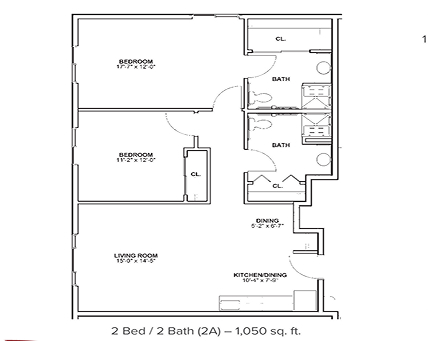 CL.
1
BEDROOM
17'-7" x 12'-0"
BATH
BATH
BEDROOM
11'-2" x 12'-0"
CL.
CL.
DINING
5'-2" x 6'-7"
LIVING ROOM
15'-0" x 14'-5"
KITCHEN/DINING
10'-4" x 7'-9"
2 Bed / 2 Bath (2A) – 1,050 sq. ft.